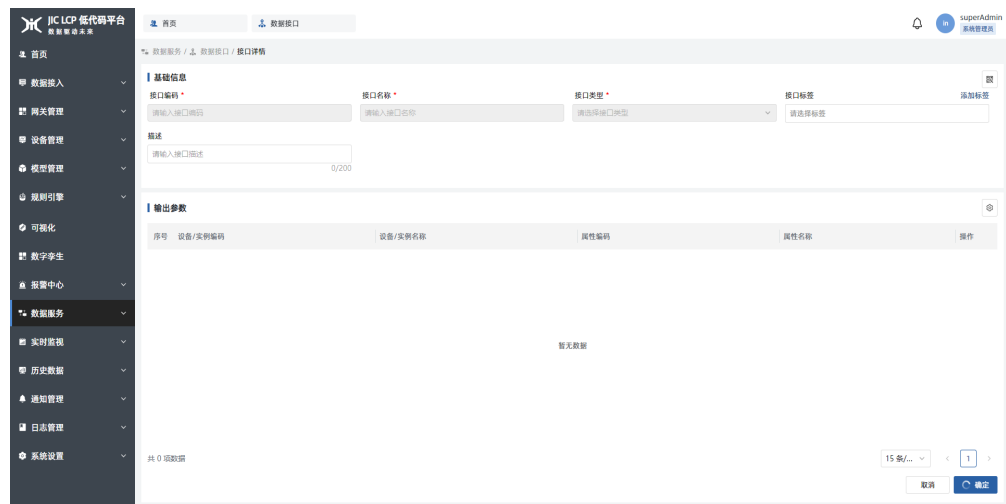 JIC LCP 低代码平台
数据驱动未来
首页
数据接口
superAdmin
in
系统管理员
首页
数据接入
网关管理
设备管理
模型管理
规则引擎
可视化
数字孪生
报警中心
数据服务
实时监视
历史数据
通知管理
日志管理
系统设置
数据服务 / 数据接口 / 接口详情
基础信息
接口编码 * 接口名称 * 接口类型 * 接口标签 添加标签
请输入接口编码 请输入接口名称 请选择接口类型 请选择标签
描述
请输入接口描述
0/200
输出参数
序号 设备/实例编码 设备/实例名称 属性编码 属性名称 操作
暂无数据
共 0 项数据 15 条/... 1
取消 确定